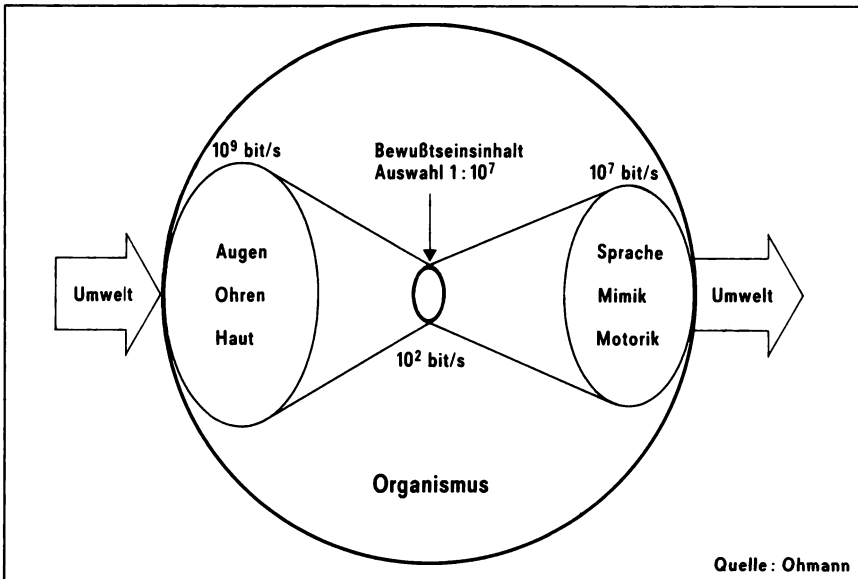 10⁹ bit/s
Bewußtseinsinhalt
Auswahl 1 : 10⁷
10⁷ bit/s
Umwelt
Augen
Ohren
Haut
Sprache
Mimik
Motorik
Umwelt
10² bit/s
Organismus
Quelle: Ohmann